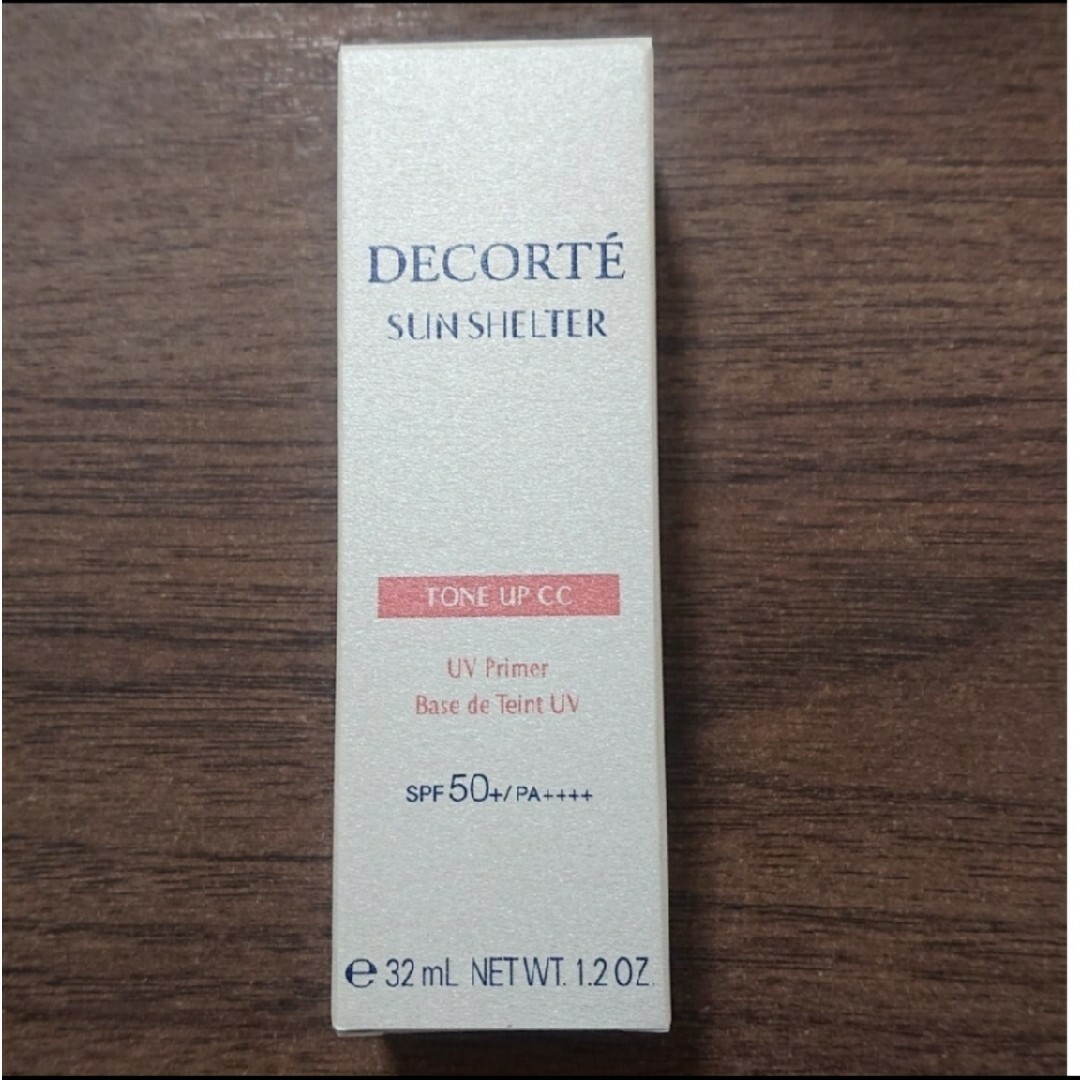 DECORTÉ
SUN SHELTER
TONE UP CC
UV Primer
Base de Teint UV
SPF 50+/PA++++
℮ 32 mL NET WT. 1.2 OZ.